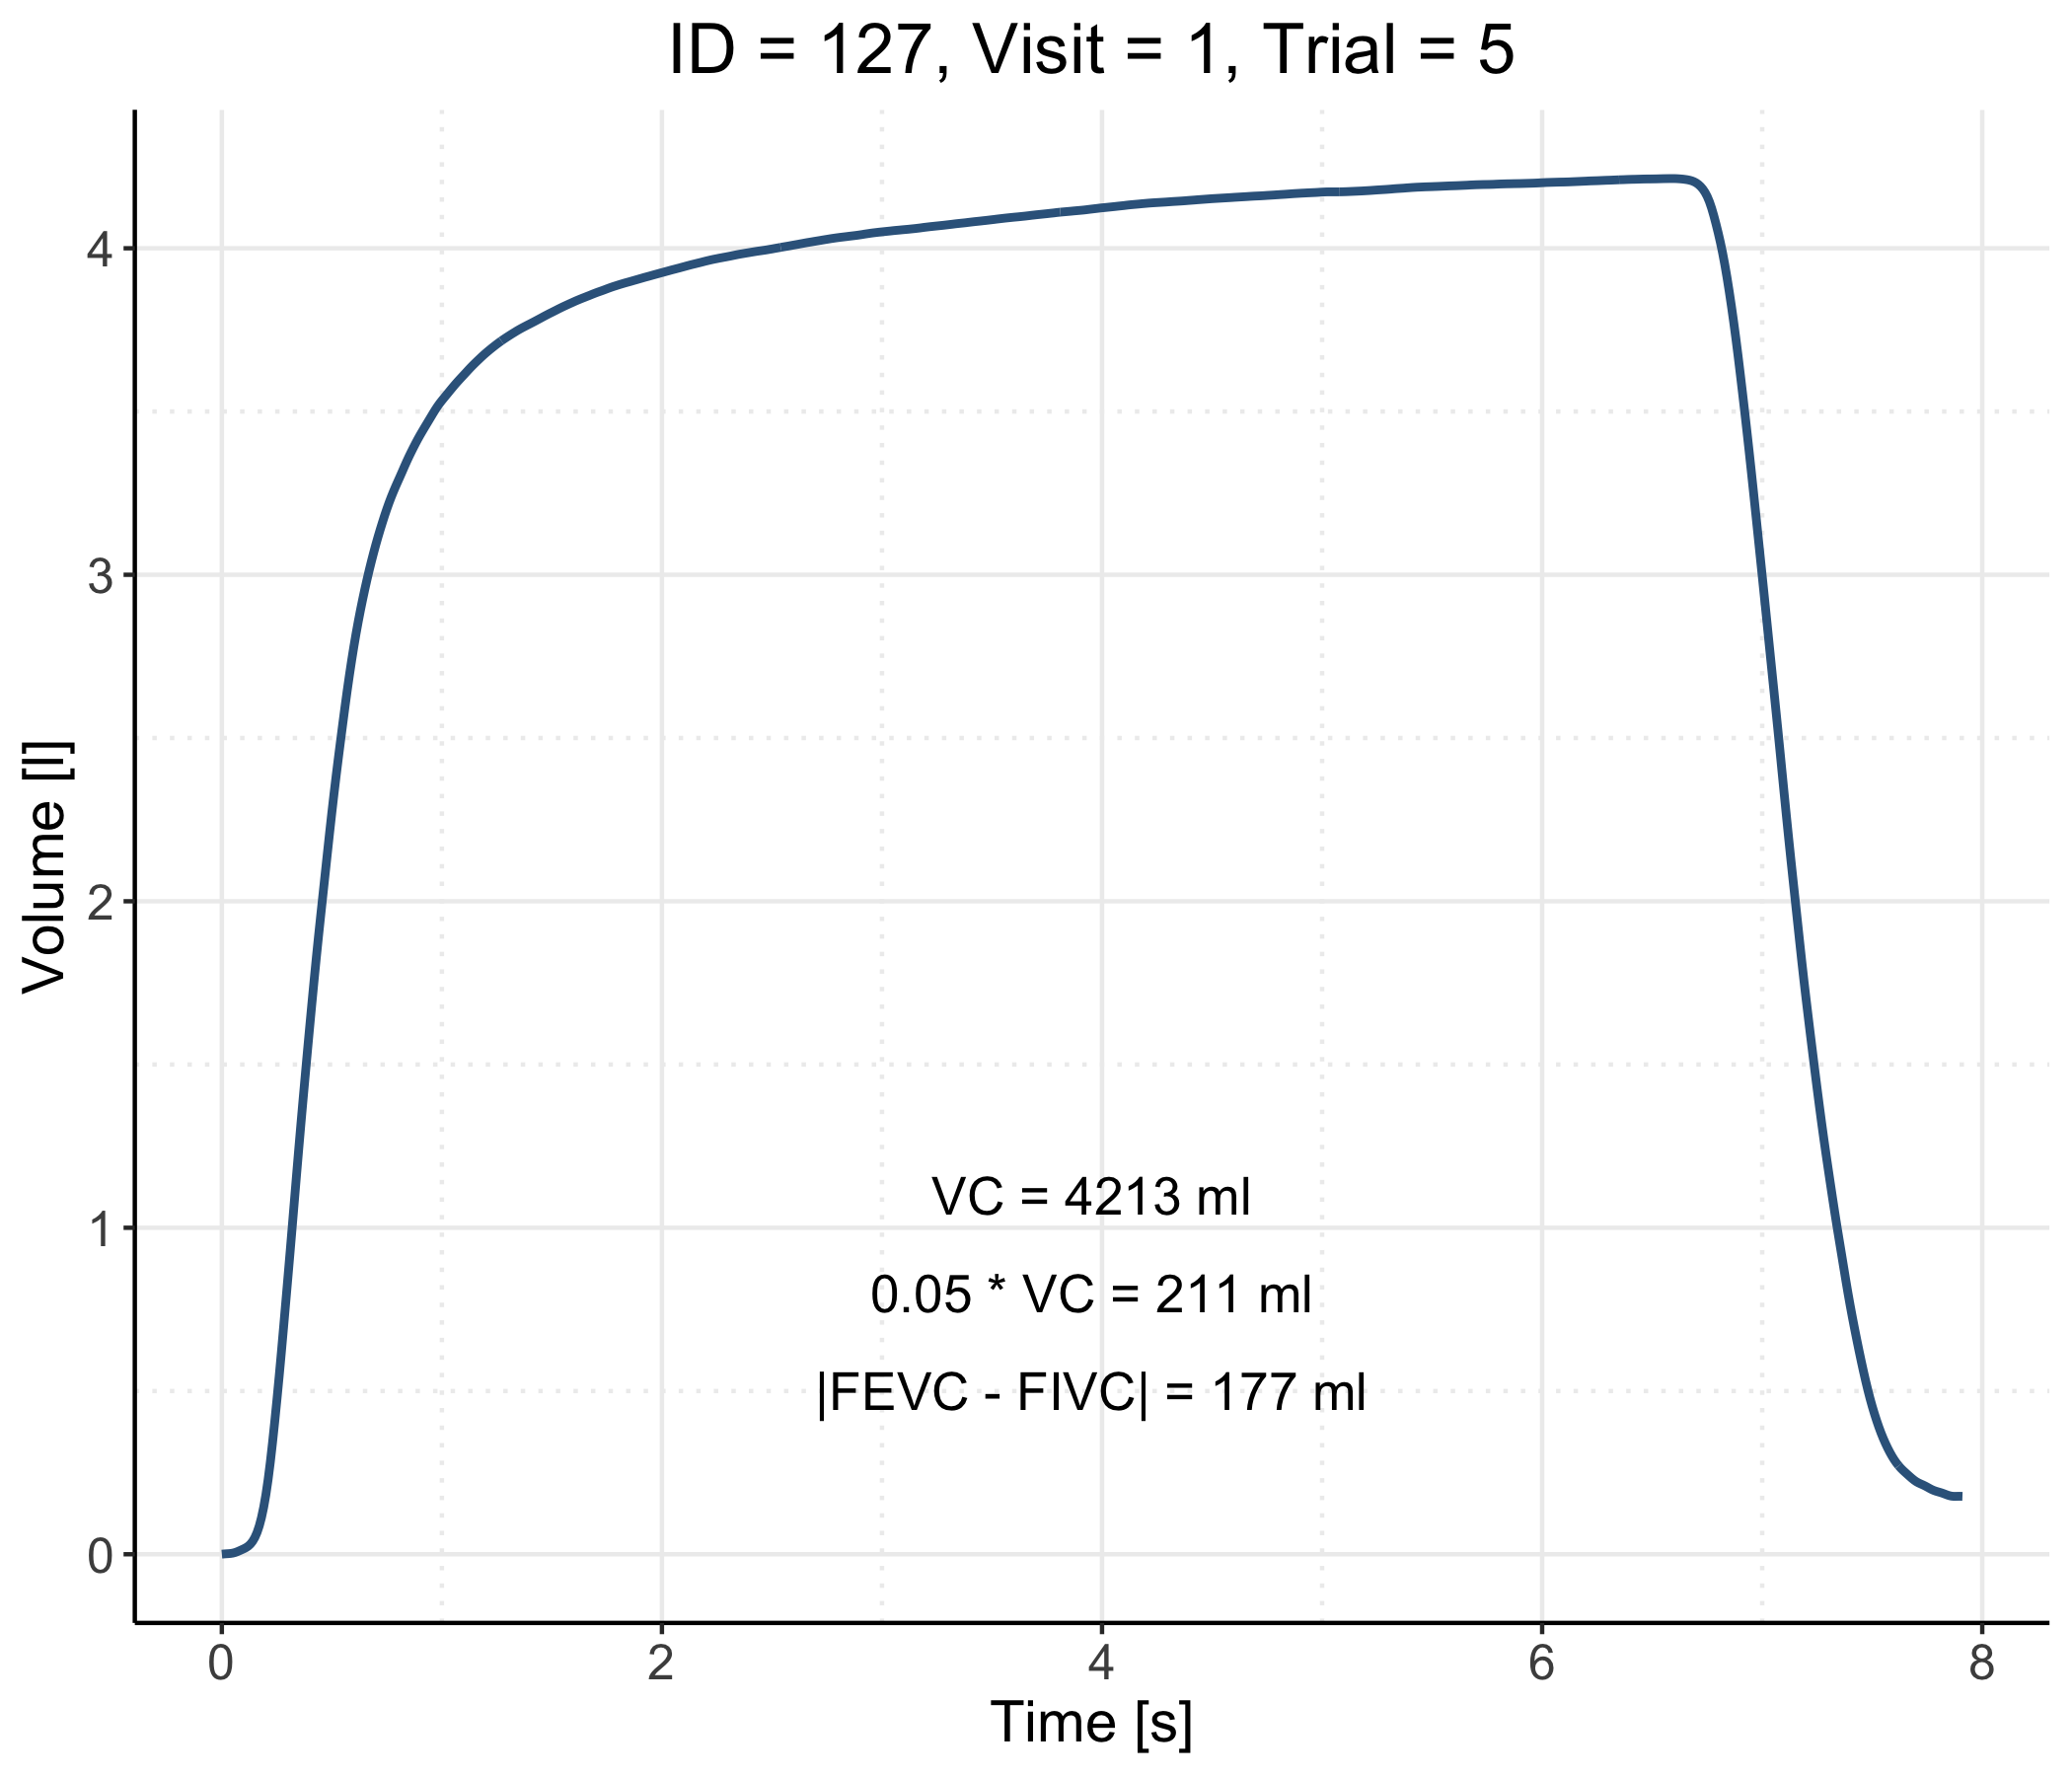 ID = 127, Visit = 1, Trial = 5
Volume [l]
4
3
2
1
0
VC = 4213 ml
0.05 * VC = 211 ml
|FEVC - FIVC| = 177 ml
0 2 4 6 8
Time [s]